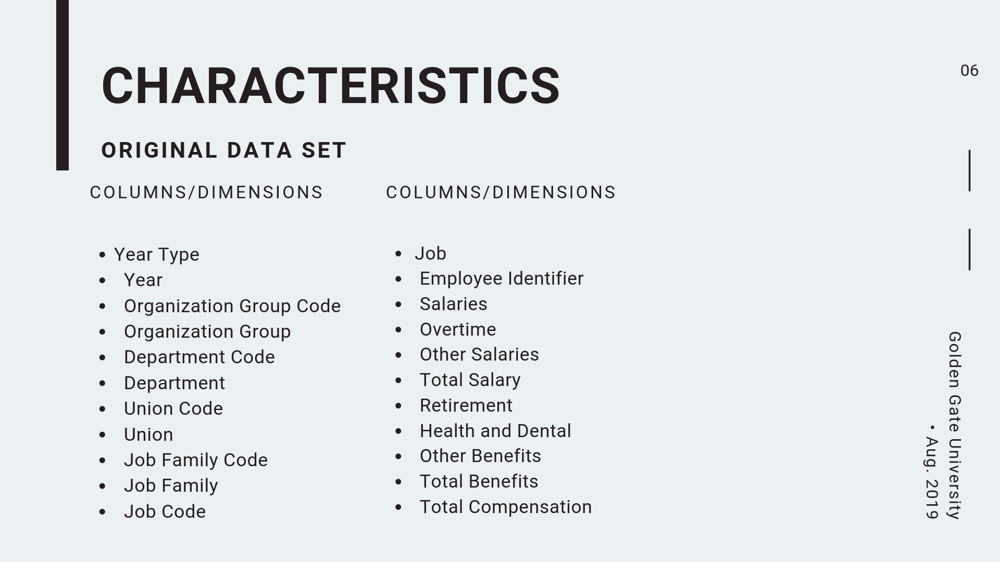 CHARACTERISTICS
06
ORIGINAL DATA SET
COLUMNS/DIMENSIONS
• Year Type
• Year
• Organization Group Code
• Organization Group
• Department Code
• Department
• Union Code
• Union
• Job Family Code
• Job Family
• Job Code
COLUMNS/DIMENSIONS
• Job
• Employee Identifier
• Salaries
• Overtime
• Other Salaries
• Total Salary
• Retirement
• Health and Dental
• Other Benefits
• Total Benefits
• Total Compensation
Golden Gate University
• Aug. 2019